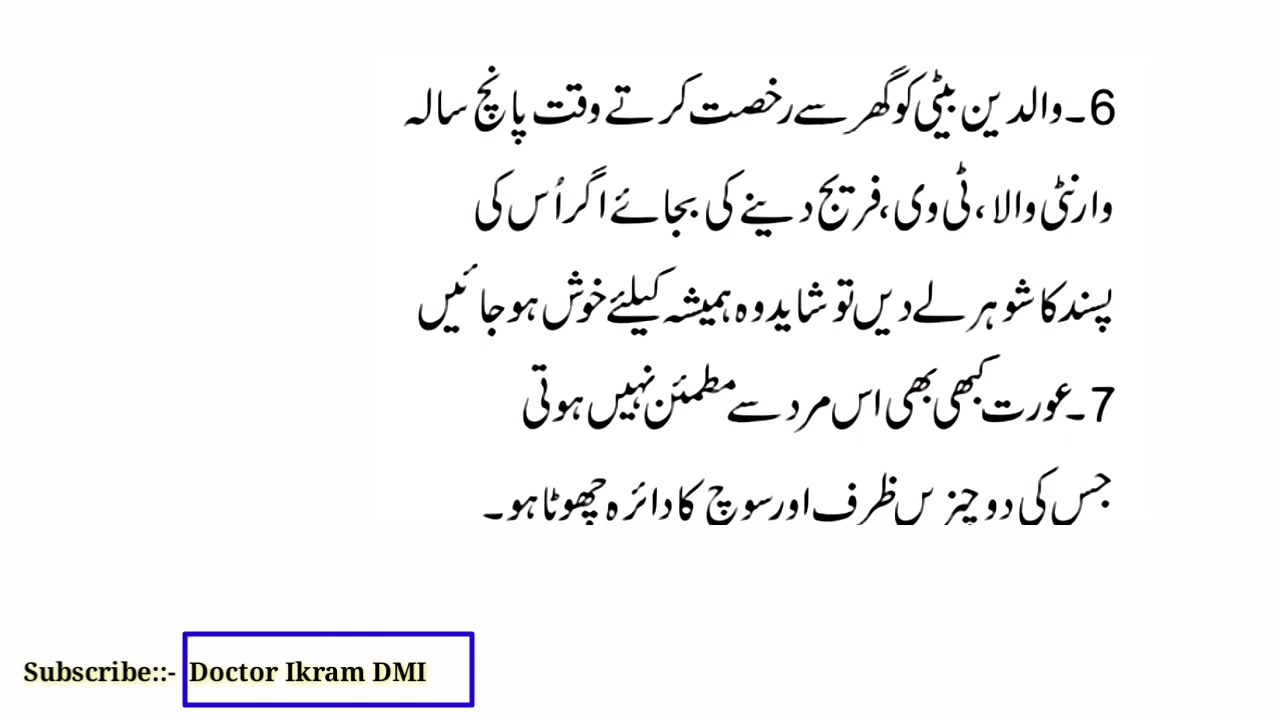 6۔والدین بیٹی کو گھر سے رخصت کرتے وقت پانچ سالہ
وارنٹی والا ،ٹی وی،فریج دینے کی بجائے اگر اُس کی
پسند کا شوہر لے دیں تو شاید وہ ہمیشہ کیلئے خوش ہو جائیں
7۔عورت کبھی بھی اس مرد سے مطمئن نہیں ہوتی
جس کی دو چیزیں ظرف اور سوچ کا دائرہ چھوٹا ہو۔
Subscribe::- Doctor Ikram DMI